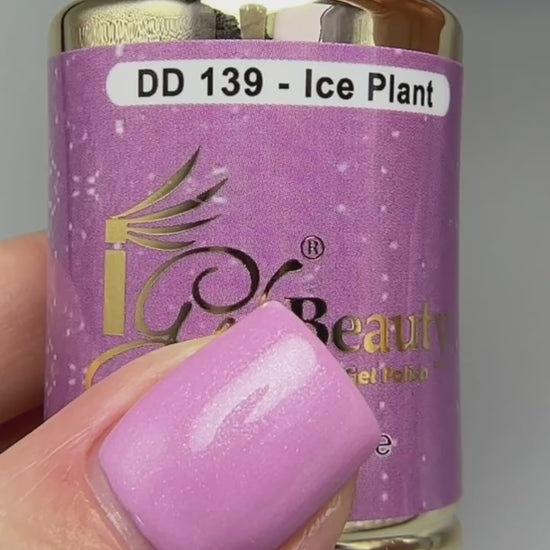 DD 139 - Ice Plant
®
Beauty
Gel Polish